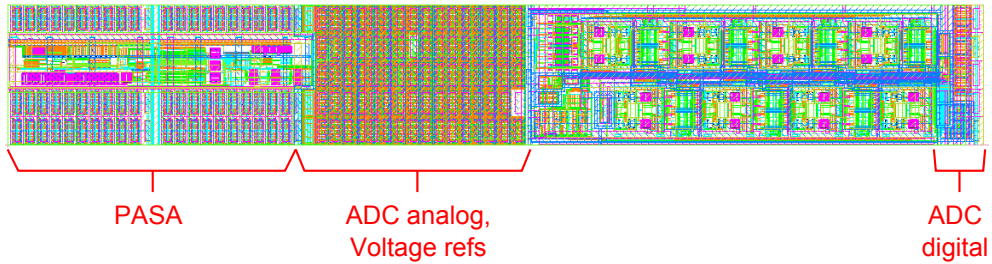 PASA
ADC analog,
Voltage refs
ADC
digital